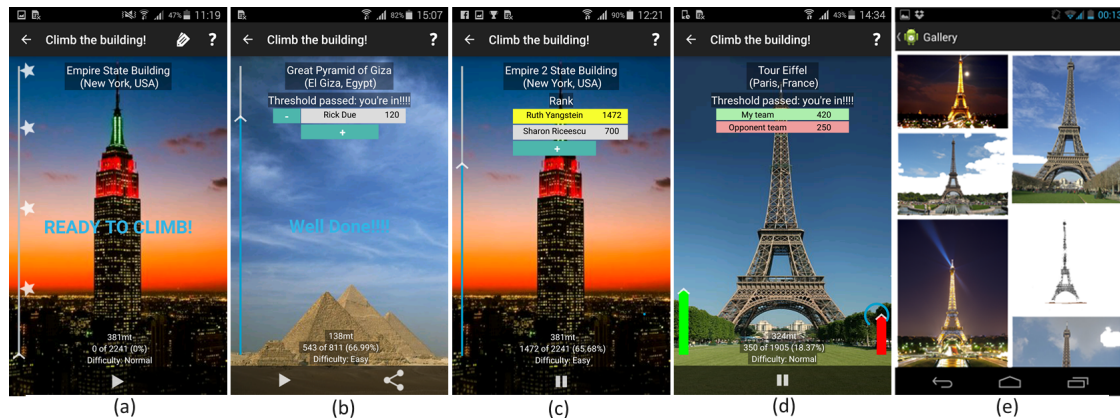 47% 11:19
Climb the building! ?
Empire State Building
(New York, USA)
READY TO CLIMB!
381mt
0 of 2241 (0%)
Difficulty: Normal
(a)
82% 15:07
Climb the building! ?
Great Pyramid of Giza
(El Giza, Egypt)
Threshold passed: you're in!!!!
- Rick Due 120
+
Well Done!!!!
138mt
543 of 811 (66.99%)
Difficulty: Easy
(b)
90% 12:21
Climb the building! ?
Empire 2 State Building
(New York, USA)
Rank
Ruth Yangstein 1472
Sharon Riceescu 700
+
381mt
1472 of 2241 (65.68%)
Difficulty: Easy
(c)
43% 14:34
Climb the building! ?
Tour Eiffel
(Paris, France)
Threshold passed: you're in!!!!
My team 420
Opponent team 250
324mt
350 of 1905 (18.37%)
Difficulty: Normal
(d)
Gallery
(e)